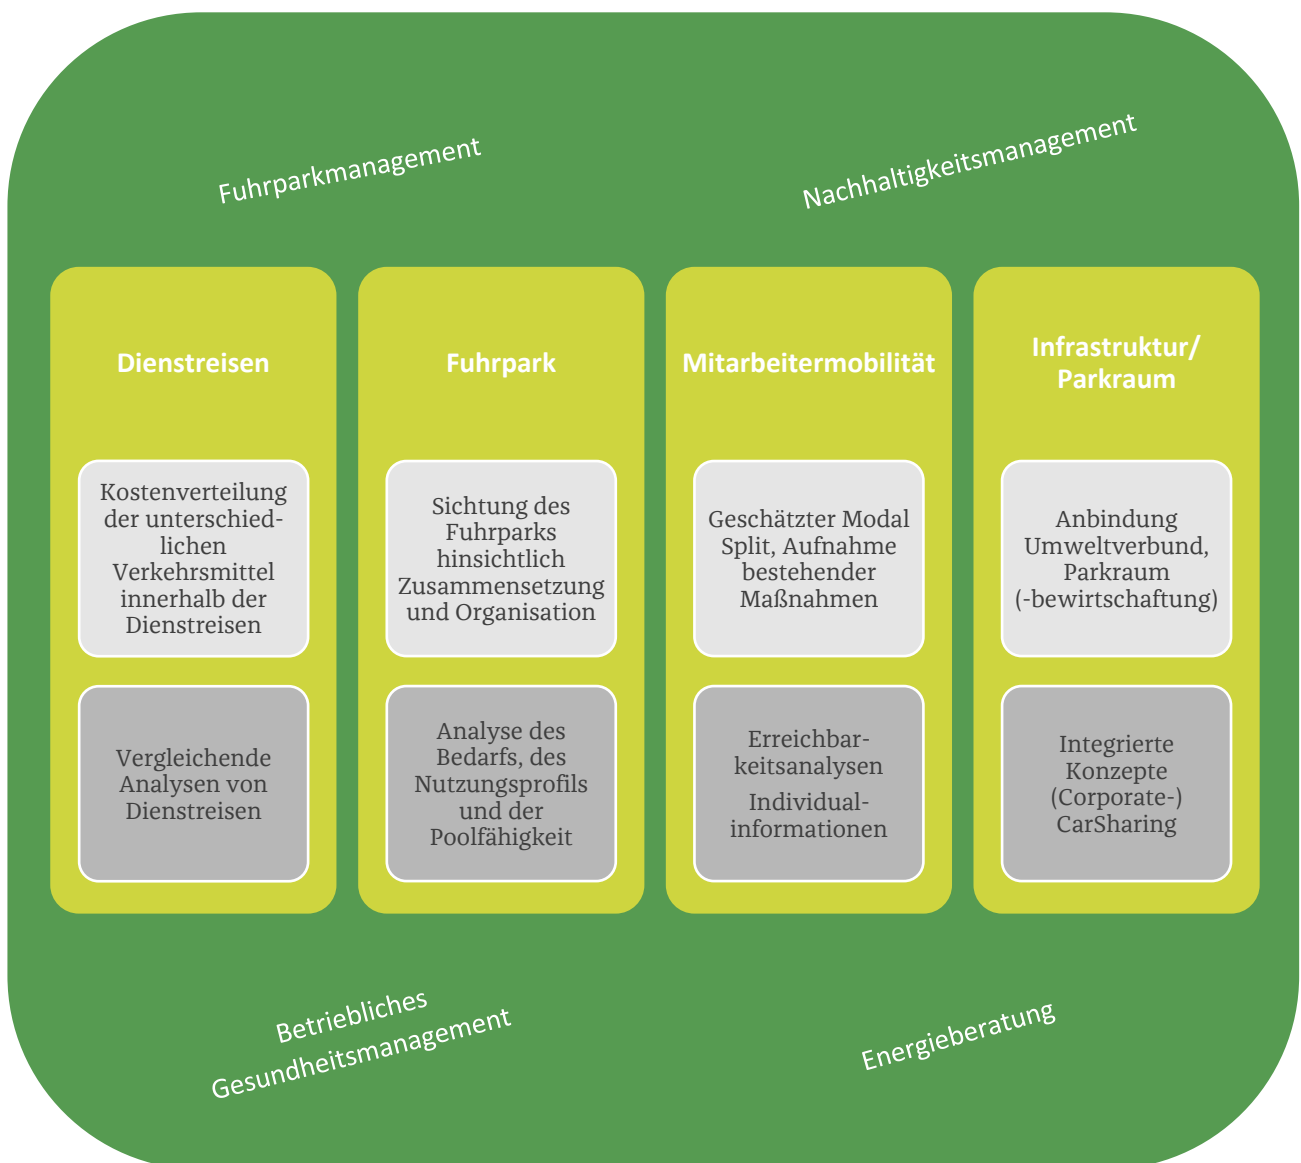 Fuhrparkmanagement
Nachhaltigkeitsmanagement
Dienstreisen
Kostenverteilung
der unterschied-
lichen
Verkehrsmittel
innerhalb der
Dienstreisen
Vergleichende
Analysen von
Dienstreisen
Fuhrpark
Sichtung des
Fuhrparks
hinsichtlich
Zusammensetzung
und Organisation
Analyse des
Bedarfs, des
Nutzungsprofils
und der
Poolfähigkeit
Mitarbeitermobilität
Geschätzter Modal
Split, Aufnahme
bestehender
Maßnahmen
Erreichbar-
keitsanalysen
Individual-
informationen
Infrastruktur/
Parkraum
Anbindung
Umweltverbund,
Parkraum
(-bewirtschaftung)
Integrierte
Konzepte
(Corporate-)
CarSharing
Betriebliches
Gesundheitsmanagement
Energieberatung